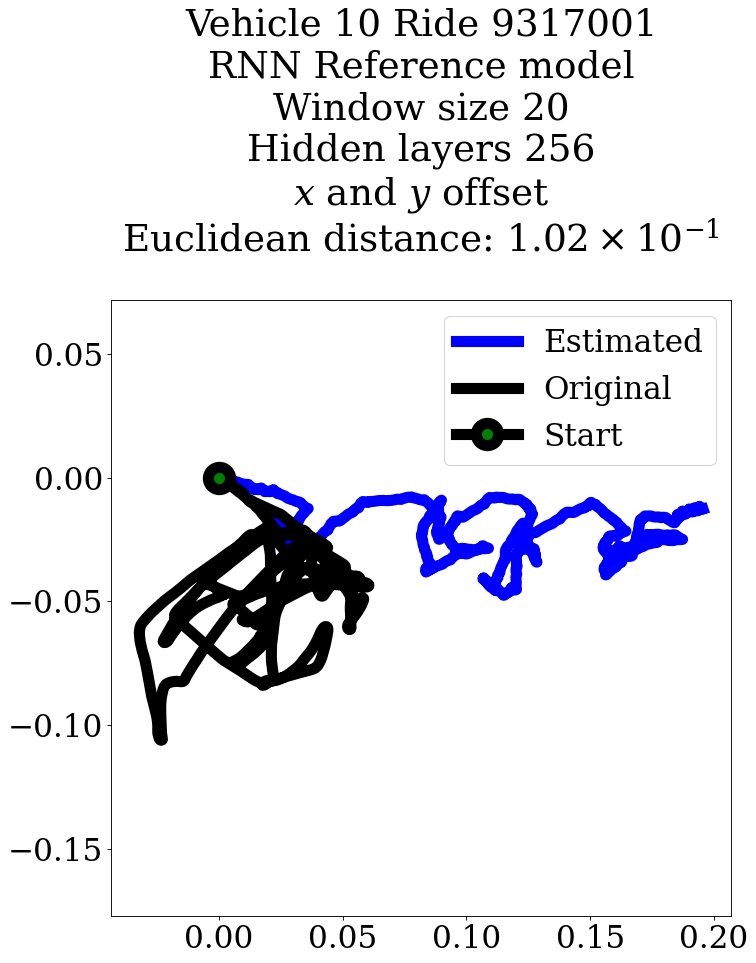 Vehicle 10 Ride 9317001
RNN Reference model
Window size 20
Hidden layers 256
x and y offset
Euclidean distance: 1.02 × 10⁻¹
Estimated
Original
Start
0.05
0.00
−0.05
−0.10
−0.15
0.00 0.05 0.10 0.15 0.20